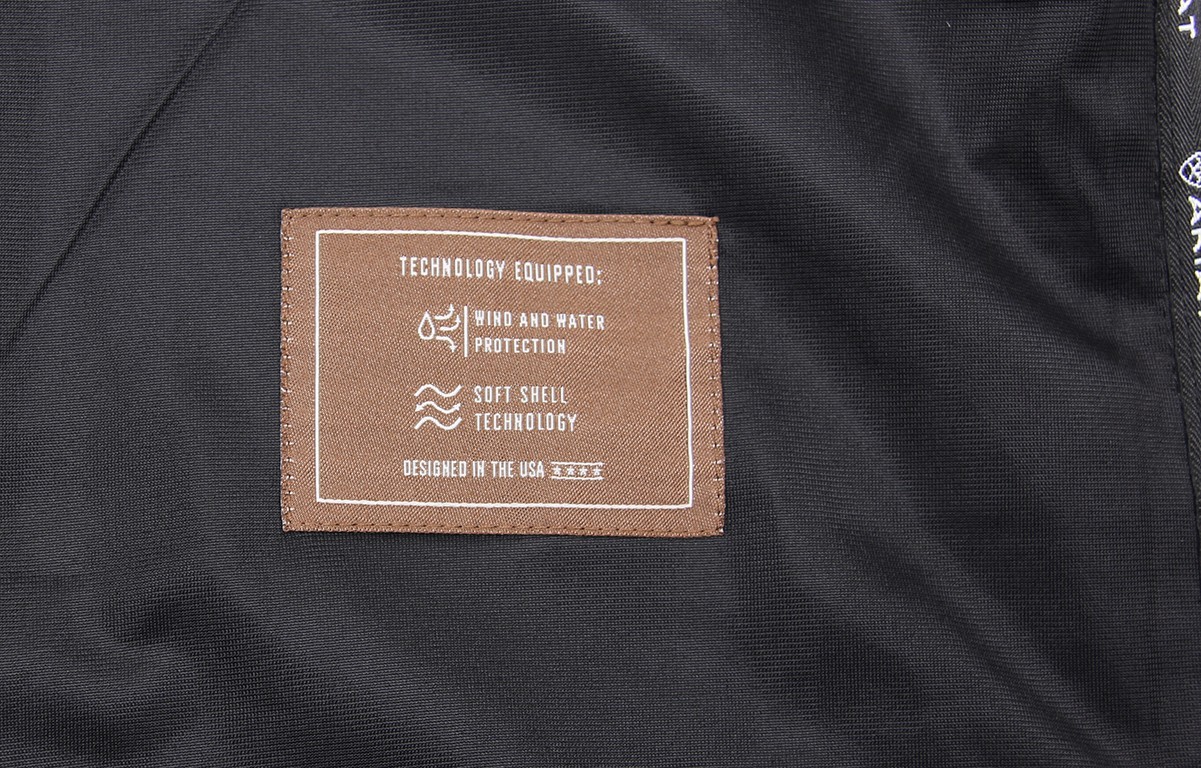 TECHNOLOGY EQUIPPED:
WIND AND WATER
PROTECTION
SOFT SHELL
TECHNOLOGY
DESIGNED IN THE USA